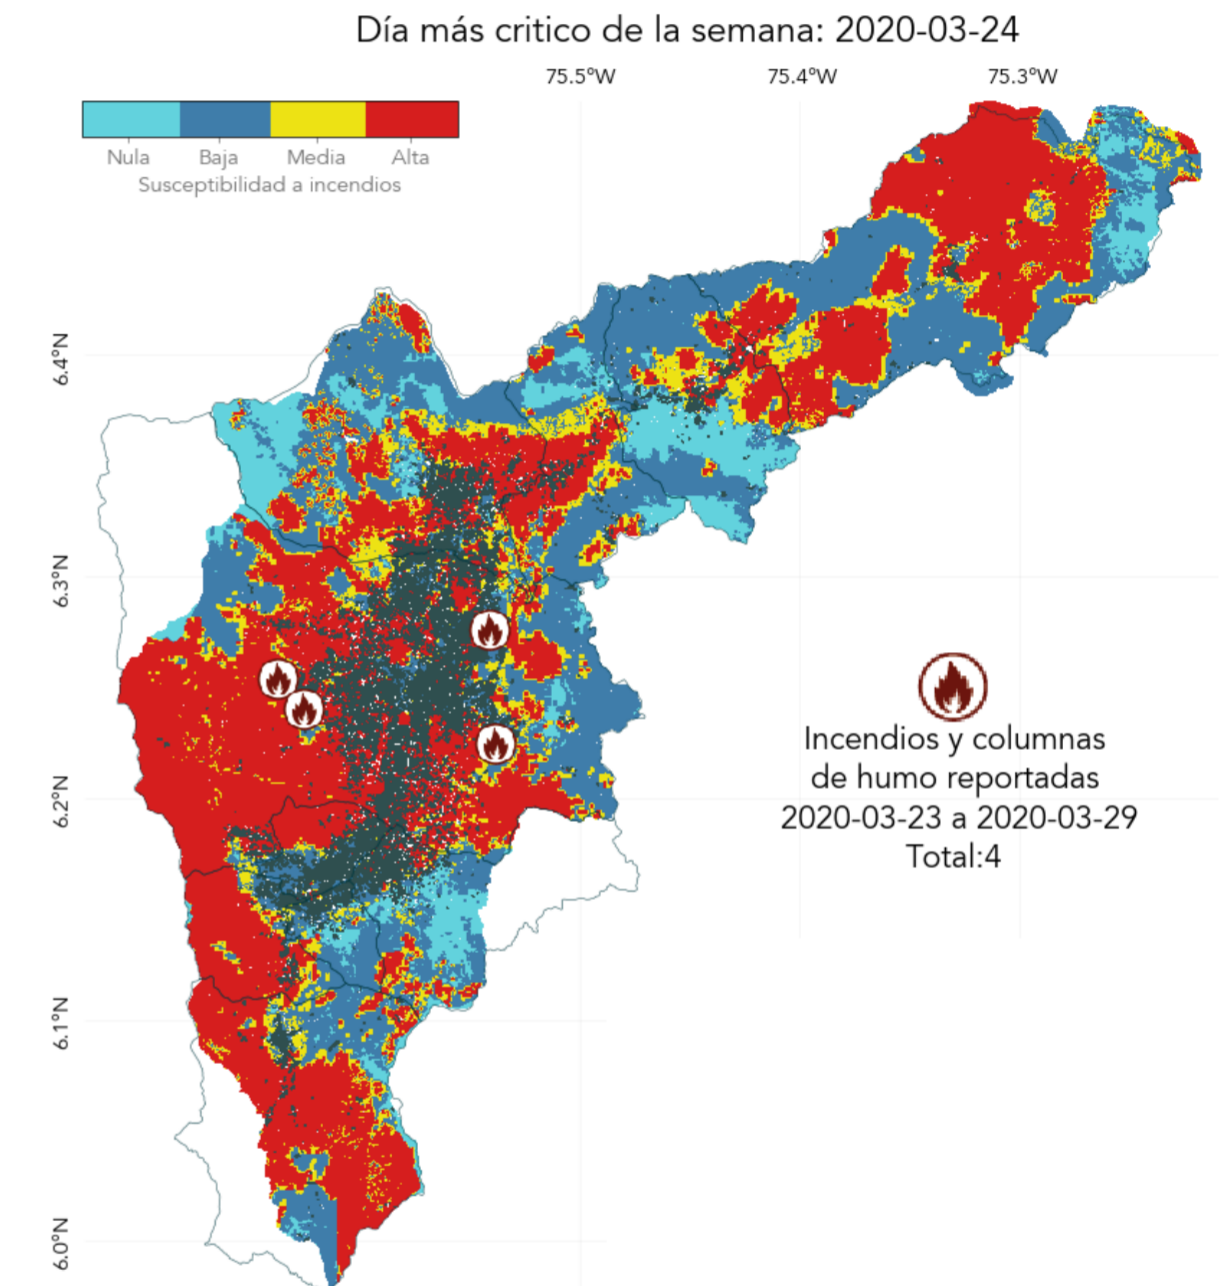 Día más critico de la semana: 2020-03-24
75.5°W 75.4°W 75.3°W
Nula Baja Media Alta
Susceptibilidad a incendios
6.4°N
6.3°N
6.2°N
6.1°N
6.0°N
Incendios y columnas
de humo reportadas
2020-03-23 a 2020-03-29
Total:4